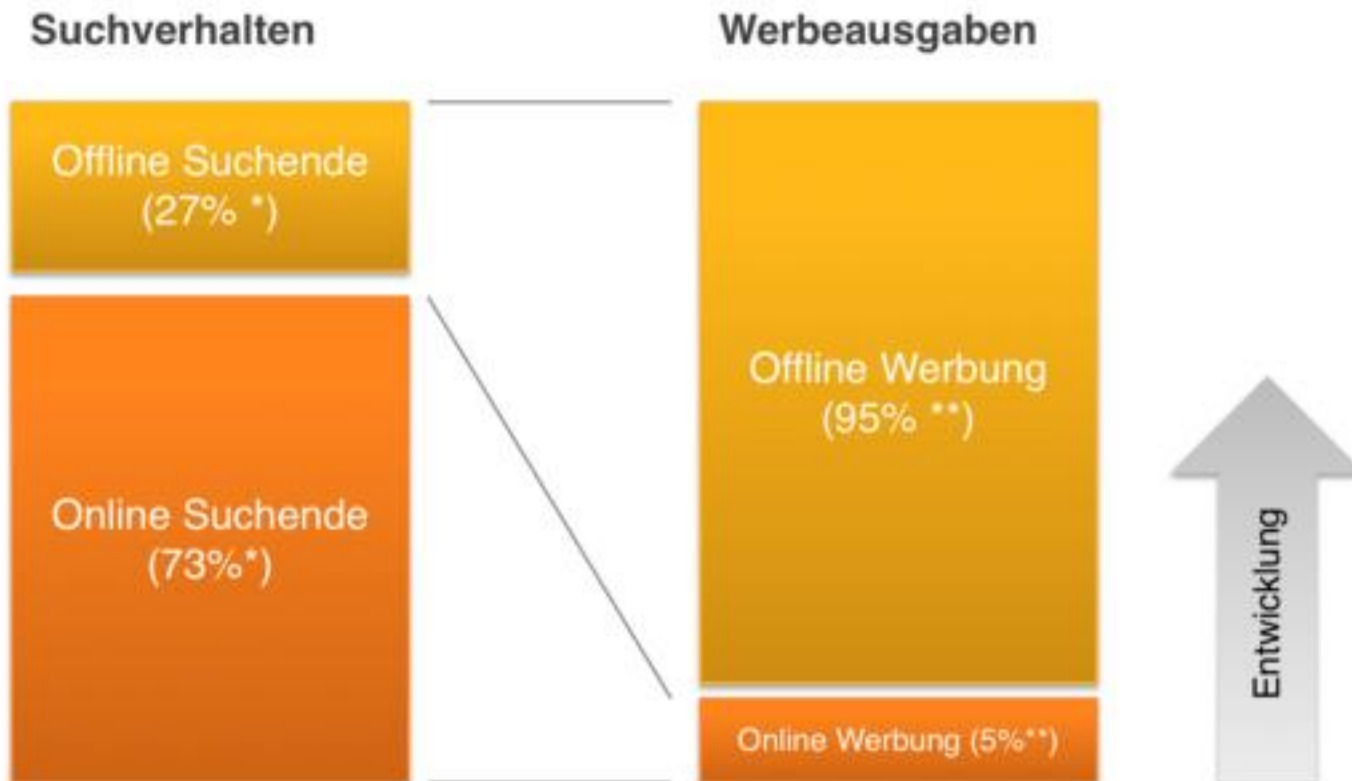 Suchverhalten
Werbeausgaben
Offline Suchende
(27% *)
Online Suchende
(73%*)
Offline Werbung
(95% **)
Online Werbung (5%**)
Entwicklung